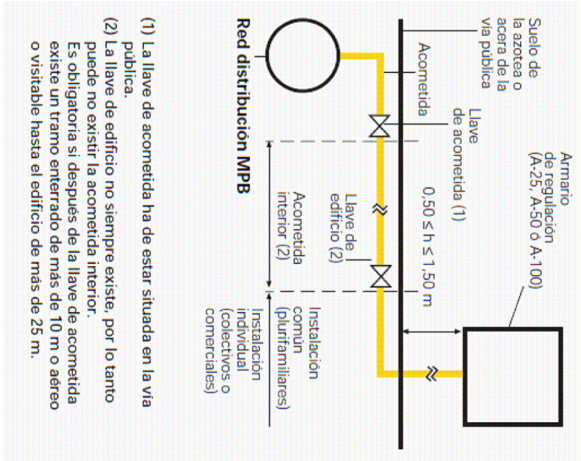 Suelo de
la azotea o
acera de la
vía pública
Armario
de regulación
(A-25, A-50 ó A-100)
Acometida
Llave
de acometida (1)
0,50 ≤ h ≤ 1,50 m
Llave de
edificio (2)
Acometida
interior (2)
Instalación
común
(plurifamiliares)
Instalación
individual
(colectivos o
comerciales)
Red distribución MPB
(1) La llave de acometida ha de estar situada en la vía
pública.
(2) La llave de edificio no siempre existe, por lo tanto
puede no existir la acometida interior.
Es obligatoria si después de la llave de acometida
existe un tramo enterrado de más de 10 m o aéreo
o visitable hasta el edificio de más de 25 m.